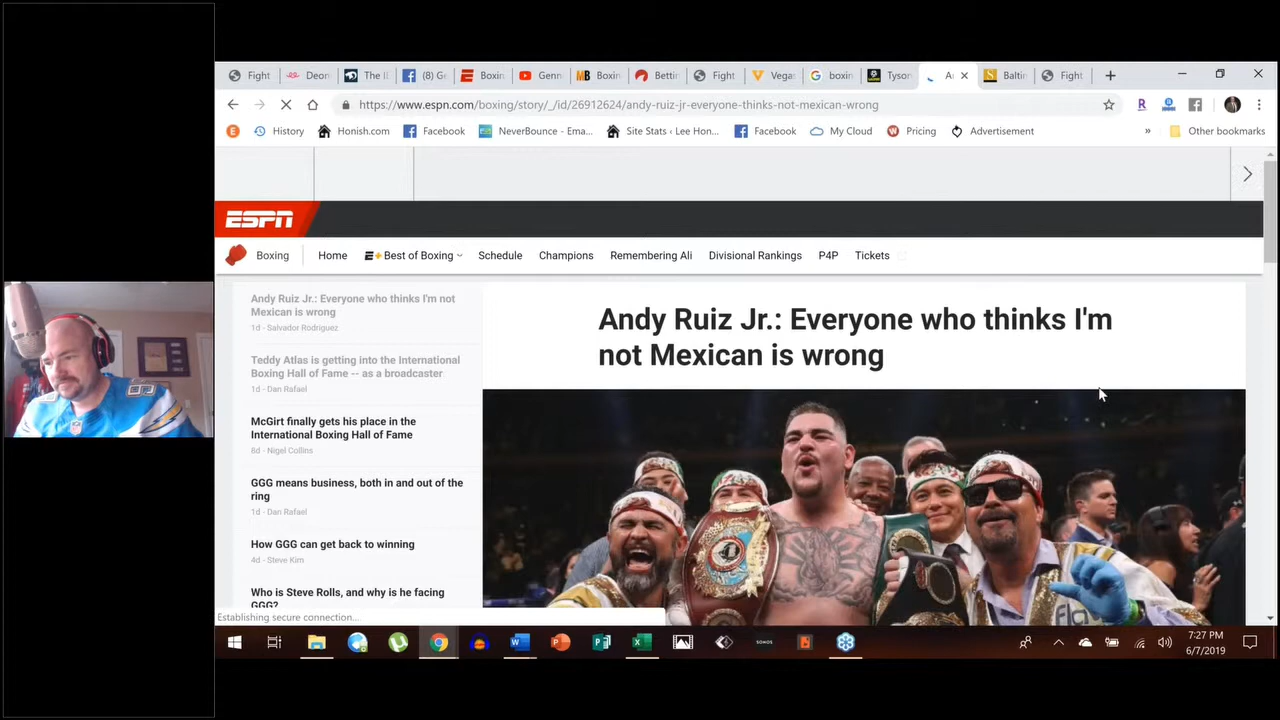 Fight
Deon
The I
(8) G
Boxin
Genn
Boxin
Bettin
Fight
Vegas
boxin
Tyson
A
Baltin
Fight
https://www.espn.com/boxing/story/_/id/26912624/andy-ruiz-jr-everyone-thinks-not-mexican-wrong
History
Honish.com
Facebook
NeverBounce - Ema...
Site Stats ‹ Lee Hon...
Facebook
My Cloud
Pricing
Advertisement
»
Other bookmarks
ESPN
Boxing
Home
E+ Best of Boxing
Schedule
Champions
Remembering Ali
Divisional Rankings
P4P
Tickets
Andy Ruiz Jr.: Everyone who thinks I'm not
Mexican is wrong
1d - Salvador Rodriguez
Teddy Atlas is getting into the International
Boxing Hall of Fame -- as a broadcaster
1d - Dan Rafael
McGirt finally gets his place in the
International Boxing Hall of Fame
8d - Nigel Collins
GGG means business, both in and out of the
ring
1d - Dan Rafael
How GGG can get back to winning
4d - Steve Kim
Who is Steve Rolls, and why is he facing
GGG?
Andy Ruiz Jr.: Everyone who thinks I'm
not Mexican is wrong
Establishing secure connection...
7:27 PM
6/7/2019